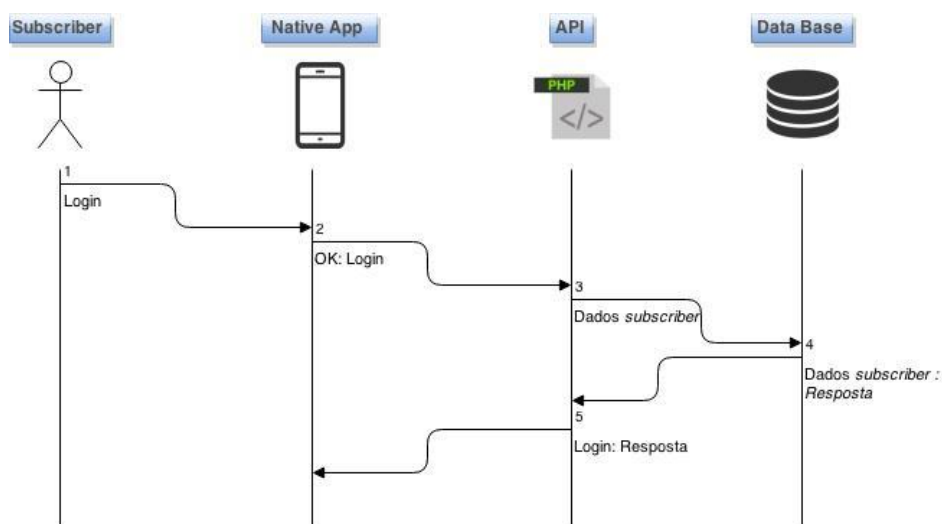 Subscriber
Native App
API
Data Base
PHP
</>
1
Login
2
OK: Login
3
Dados subscriber
4
Dados subscriber :
Resposta
5
Login: Resposta